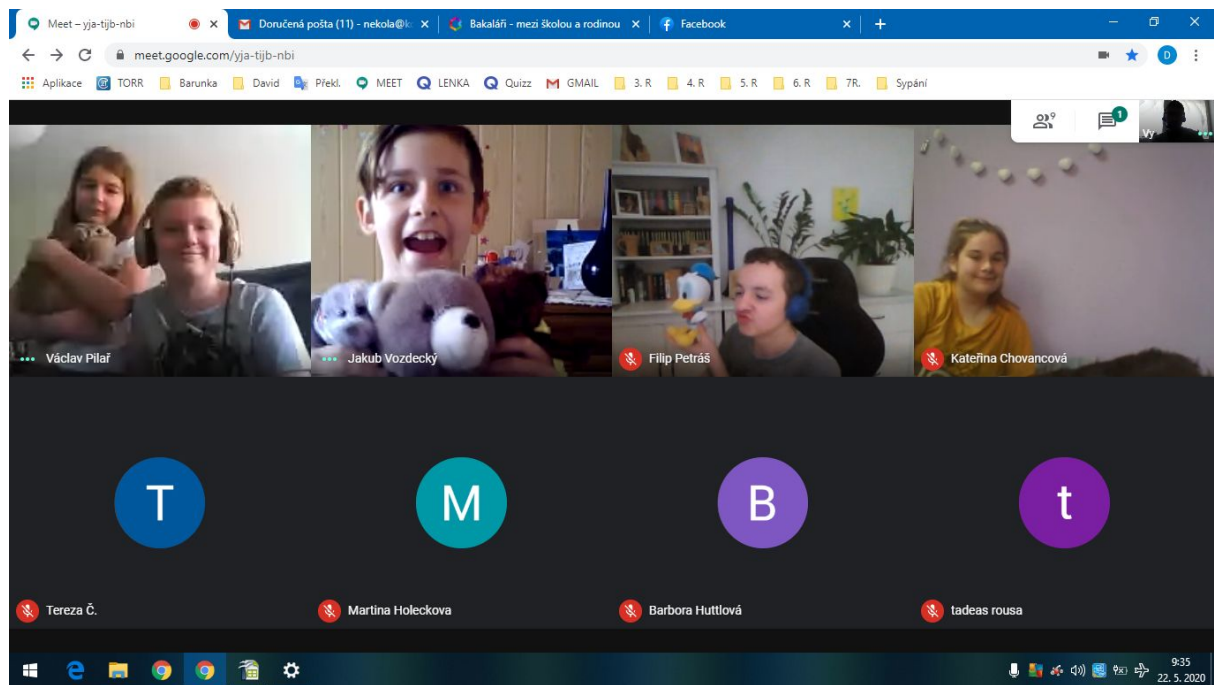 Meet – yja-tijb-nbi
Doručená pošta (11) - nekola@k
Bakaláři - mezi školou a rodinou
Facebook
meet.google.com/yja-tijb-nbi
D
Aplikace TORR Barunka David Překl. MEET LENKA Quizz GMAIL 3. R 4. R 5. R 6. R 7R. Sypání
9
1
Vy
Václav Pilař
Jakub Vozdecký
Filip Petráš
Kateřina Chovancová
T
M
B
t
Tereza Č.
Martina Holeckova
Barbora Huttlová
tadeas rousa
9:35
22. 5. 2020